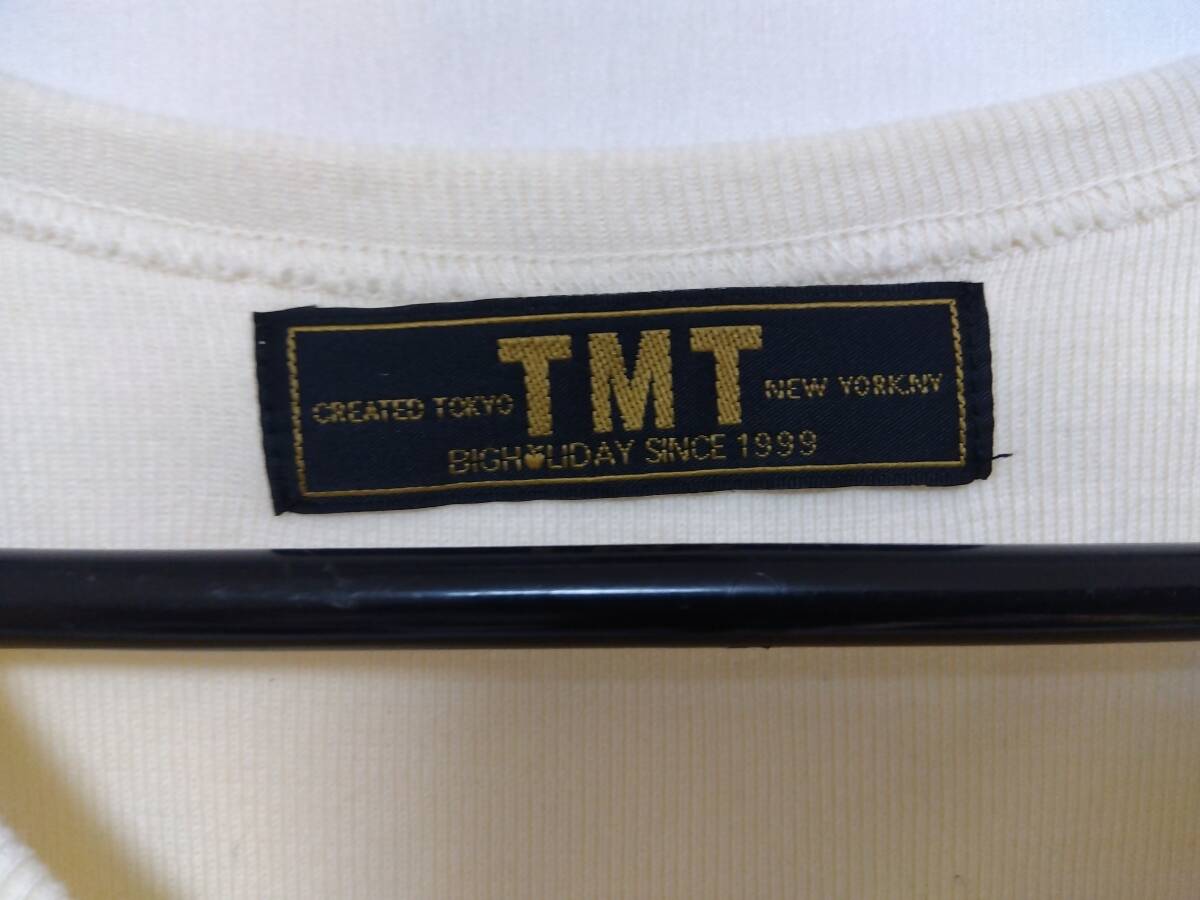 TMT
CREATED TOKYO NEW YORK.NY
BIGHOLIDAY SINCE 1999